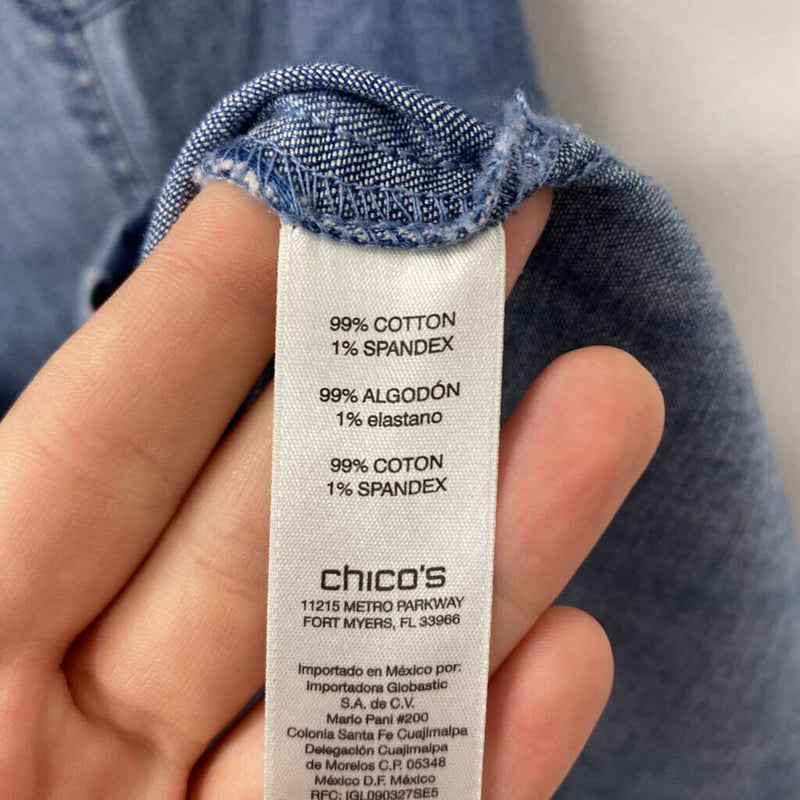 99% COTTON
1% SPANDEX
99% ALGODÓN
1% elastano
99% COTON
1% SPANDEX
chico's
11215 METRO PARKWAY
FORT MYERS, FL 33966
Importado en México por:
Importadora Globastic
S.A. de C.V.
Mario Pani #200
Colonia Santa Fe Cuajimalpa
Delegación Cuajimalpa
de Morelos C.P. 05348
México D.F. México
RFC: IGL090327SE5